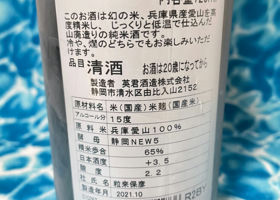 このお酒は幻の米、兵庫県産愛山を高
度精米し、じっくりと低温で仕込んだ
山廃造りの純米酒です。
冷や、燗のどちらでもお楽しみ頂け
ます。
品目 清酒 お酒は20歳になってから
製造者 英君酒造株式会社
静岡市清水区由比入山2152
原材料名 米(国産)米麹(国産米)
アルコール分 15度
原料米 兵庫愛山100%
酵母 静岡NEW5
精米歩合 65%
日本酒度 +3.5
酸度 2.2
杜氏 粒來保彦
製造年月 2021.10
R2BY